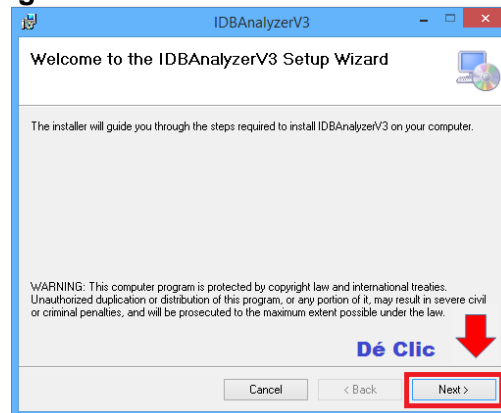 g
IDBAnalyzerV3
Welcome to the IDBAnalyzerV3 Setup Wizard
The installer will guide you through the steps required to install IDBAnalyzerV3 on your computer.
WARNING: This computer program is protected by copyright law and international treaties.
Unauthorized duplication or distribution of this program, or any portion of it, may result in severe civil
or criminal penalties, and will be prosecuted to the maximum extent possible under the law.
Dé Clic
Cancel
< Back
Next >